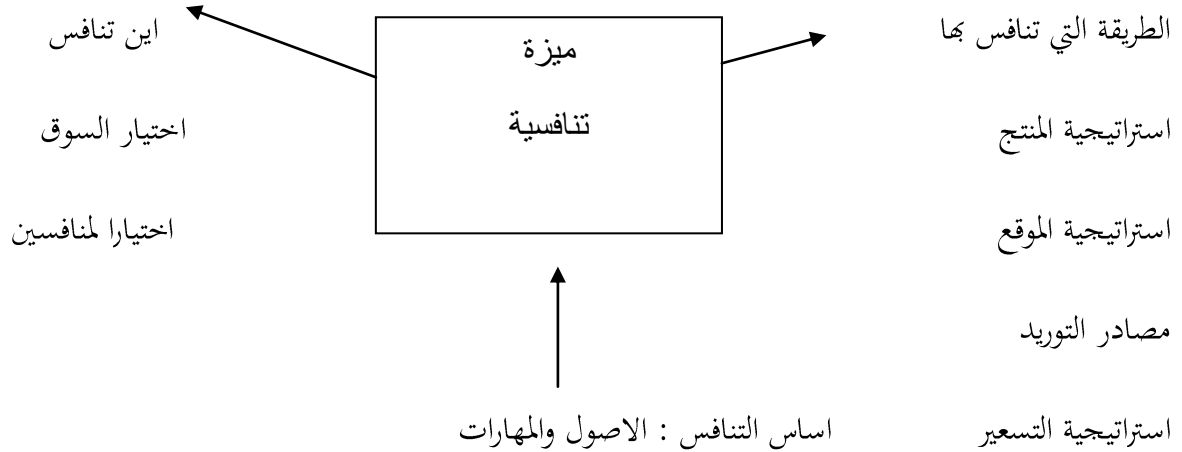 الطريقة التي تنافس بها
استراتيجية المنتج
استراتيجية الموقع
مصادر التوريد
استراتيجية التسعير
ميزة
تنافسية
اساس التنافس : الاصول والمهارات
اين تنافس
اختيار السوق
اختيارا لمنافسين